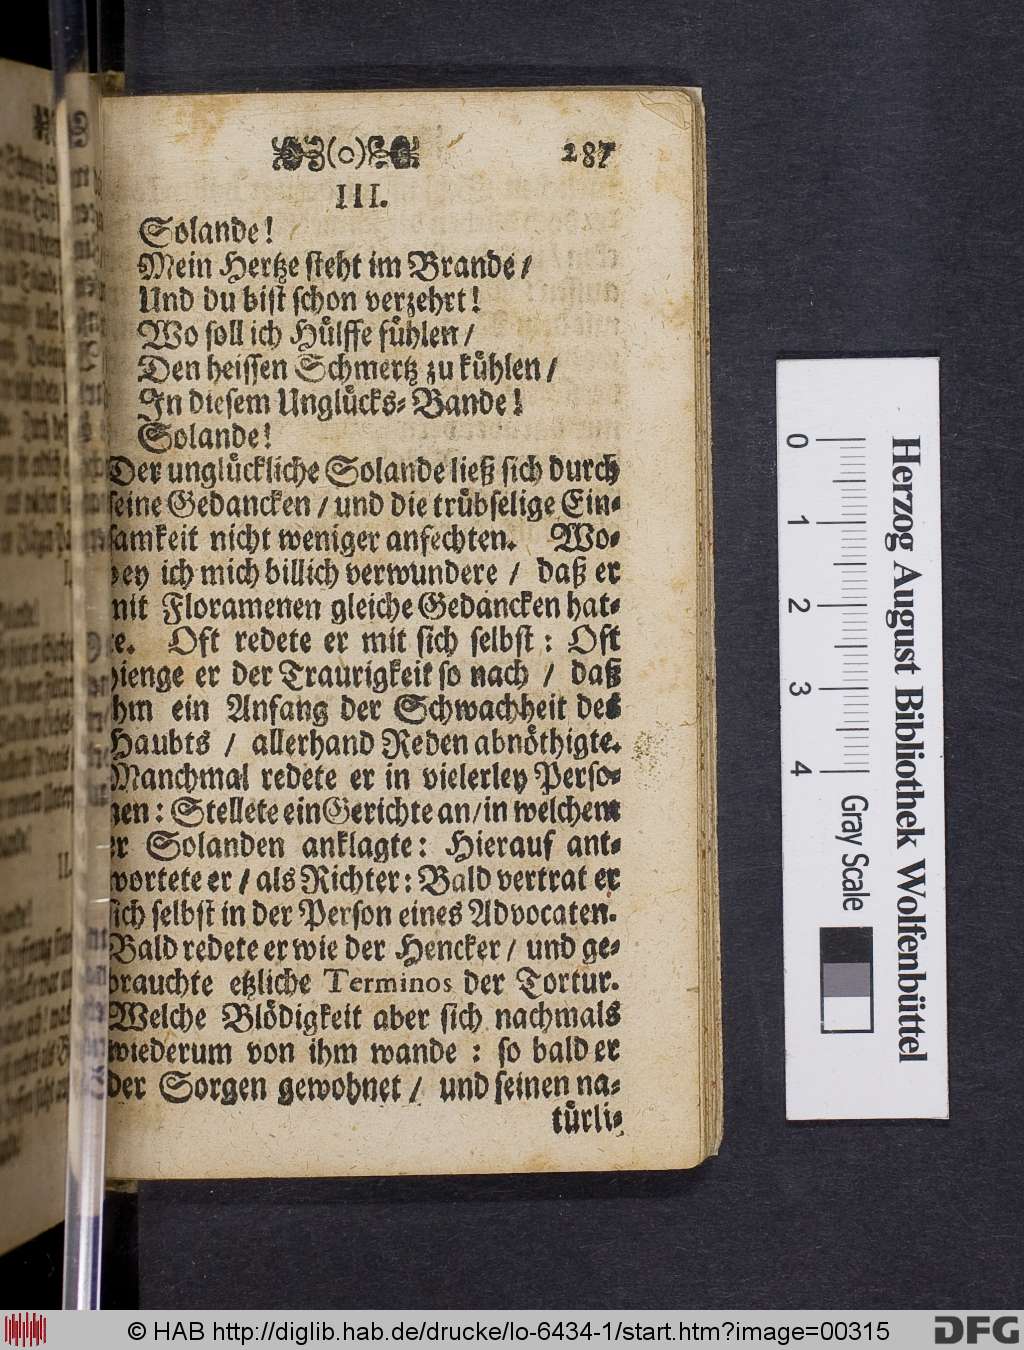 (o) 287
III.
Solande!
Mein Hertze steht im Brande /
Und du bist schon verzehrt!
Wo soll ich Hülffe fühlen /
Den heissen Schmertz zu kühlen /
In diesem Unglücks-Bande!
Solande!
Der unglückliche Solande ließ sich durch
seine Gedancken / und die trübselige Ein-
samkeit nicht weniger anfechten. Wo-
bey ich mich billich verwundere / daß er
mit Floramenen gleiche Gedancken hat-
te. Oft redete er mit sich selbst: Oft
hienge er der Traurigkeit so nach / daß
ihm ein Anfang der Schwachheit des
Haubts / allerhand Reden abnöthigte.
Manchmal redete er in vielerley Perso-
nen: Stellete ein Gerichte an/ in welchem
er Solanden anklagte: Hierauf ant-
wortete er / als Richter: Bald vertrat er
sich selbst in der Person eines Advocaten.
Bald redete er wie der Hencker / und ge-
brauchte etzliche Terminos der Tortur.
Welche Blödigkeit aber sich nachmals
wiederum von ihm wande : so bald er
der Sorgen gewohnet / und seinen na-
türli-
Herzog August Bibliothek Wolfenbüttel
0 1 2 3 4 Gray Scale
© HAB http://diglib.hab.de/drucke/lo-6434-1/start.htm?image=00315
DFG